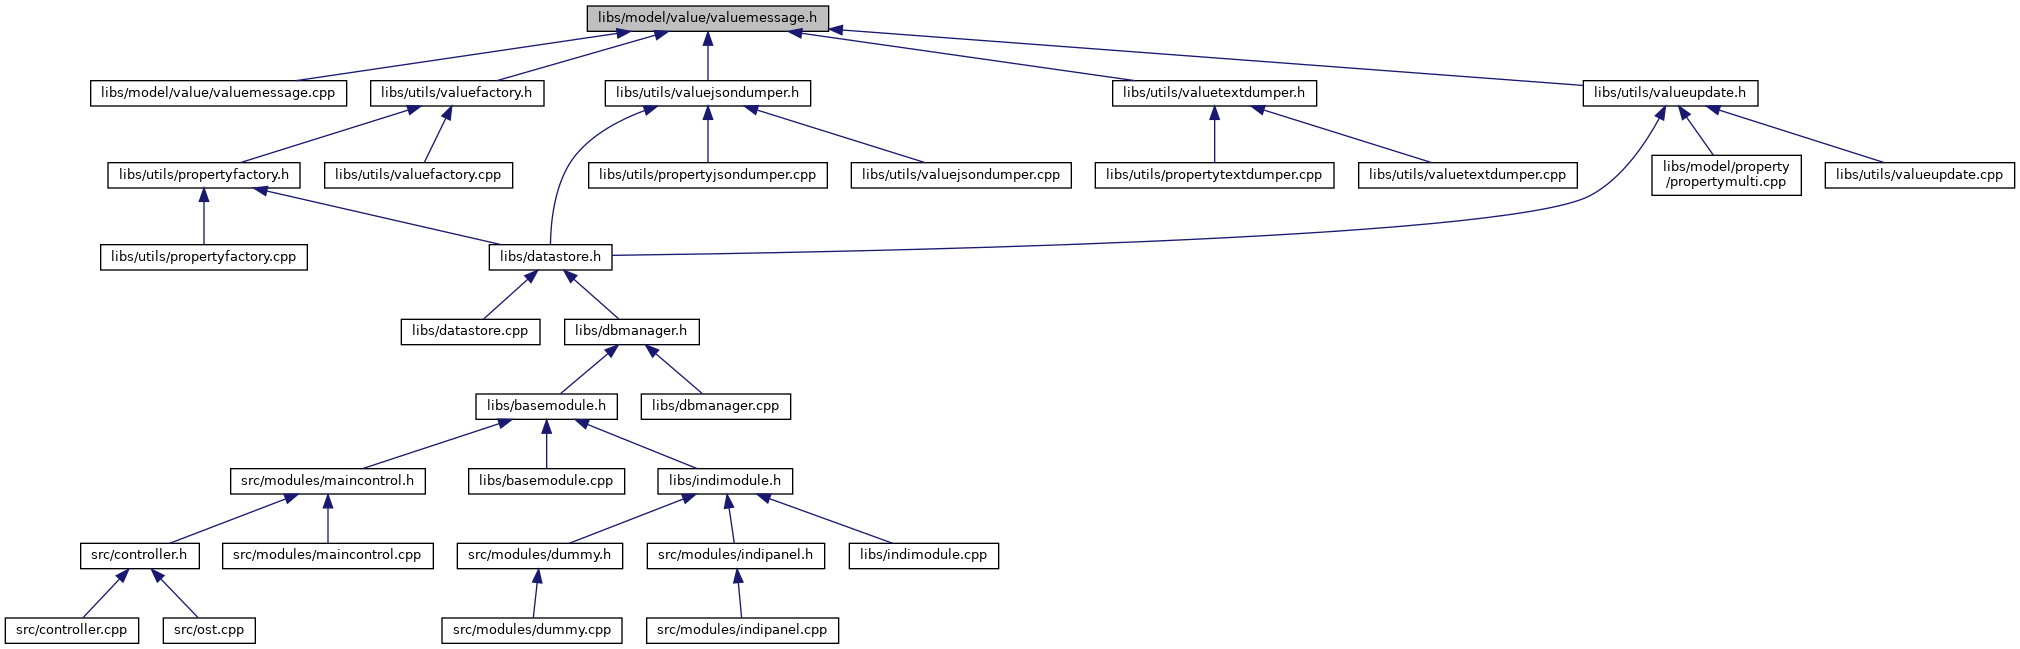 libs/model/value/valuemessage.h
libs/model/value/valuemessage.cpp
libs/utils/valuefactory.h
libs/utils/valuejsondumper.h
libs/utils/valuetextdumper.h
libs/utils/valueupdate.h
libs/utils/propertyfactory.h
libs/utils/valuefactory.cpp
libs/utils/propertyjsondumper.cpp
libs/utils/valuejsondumper.cpp
libs/utils/propertytextdumper.cpp
libs/utils/valuetextdumper.cpp
libs/model/property
/propertymulti.cpp
libs/utils/valueupdate.cpp
libs/utils/propertyfactory.cpp
libs/datastore.h
libs/datastore.cpp
libs/dbmanager.h
libs/basemodule.h
libs/dbmanager.cpp
src/modules/maincontrol.h
libs/basemodule.cpp
libs/indimodule.h
src/controller.h
src/modules/maincontrol.cpp
src/modules/dummy.h
src/modules/indipanel.h
libs/indimodule.cpp
src/controller.cpp
src/ost.cpp
src/modules/dummy.cpp
src/modules/indipanel.cpp